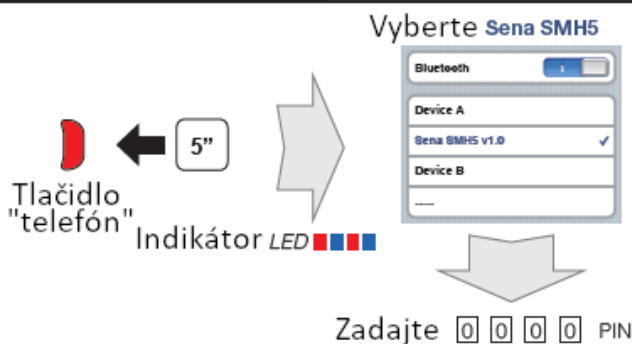 Vyberte Sena SMH5
Bluetooth I
Device A
Sena SMH5 v1.0 ✓
Device B
.......
5”
Tlačidlo
"telefón"
Indikátor LED
Zadajte 0 0 0 0 PIN